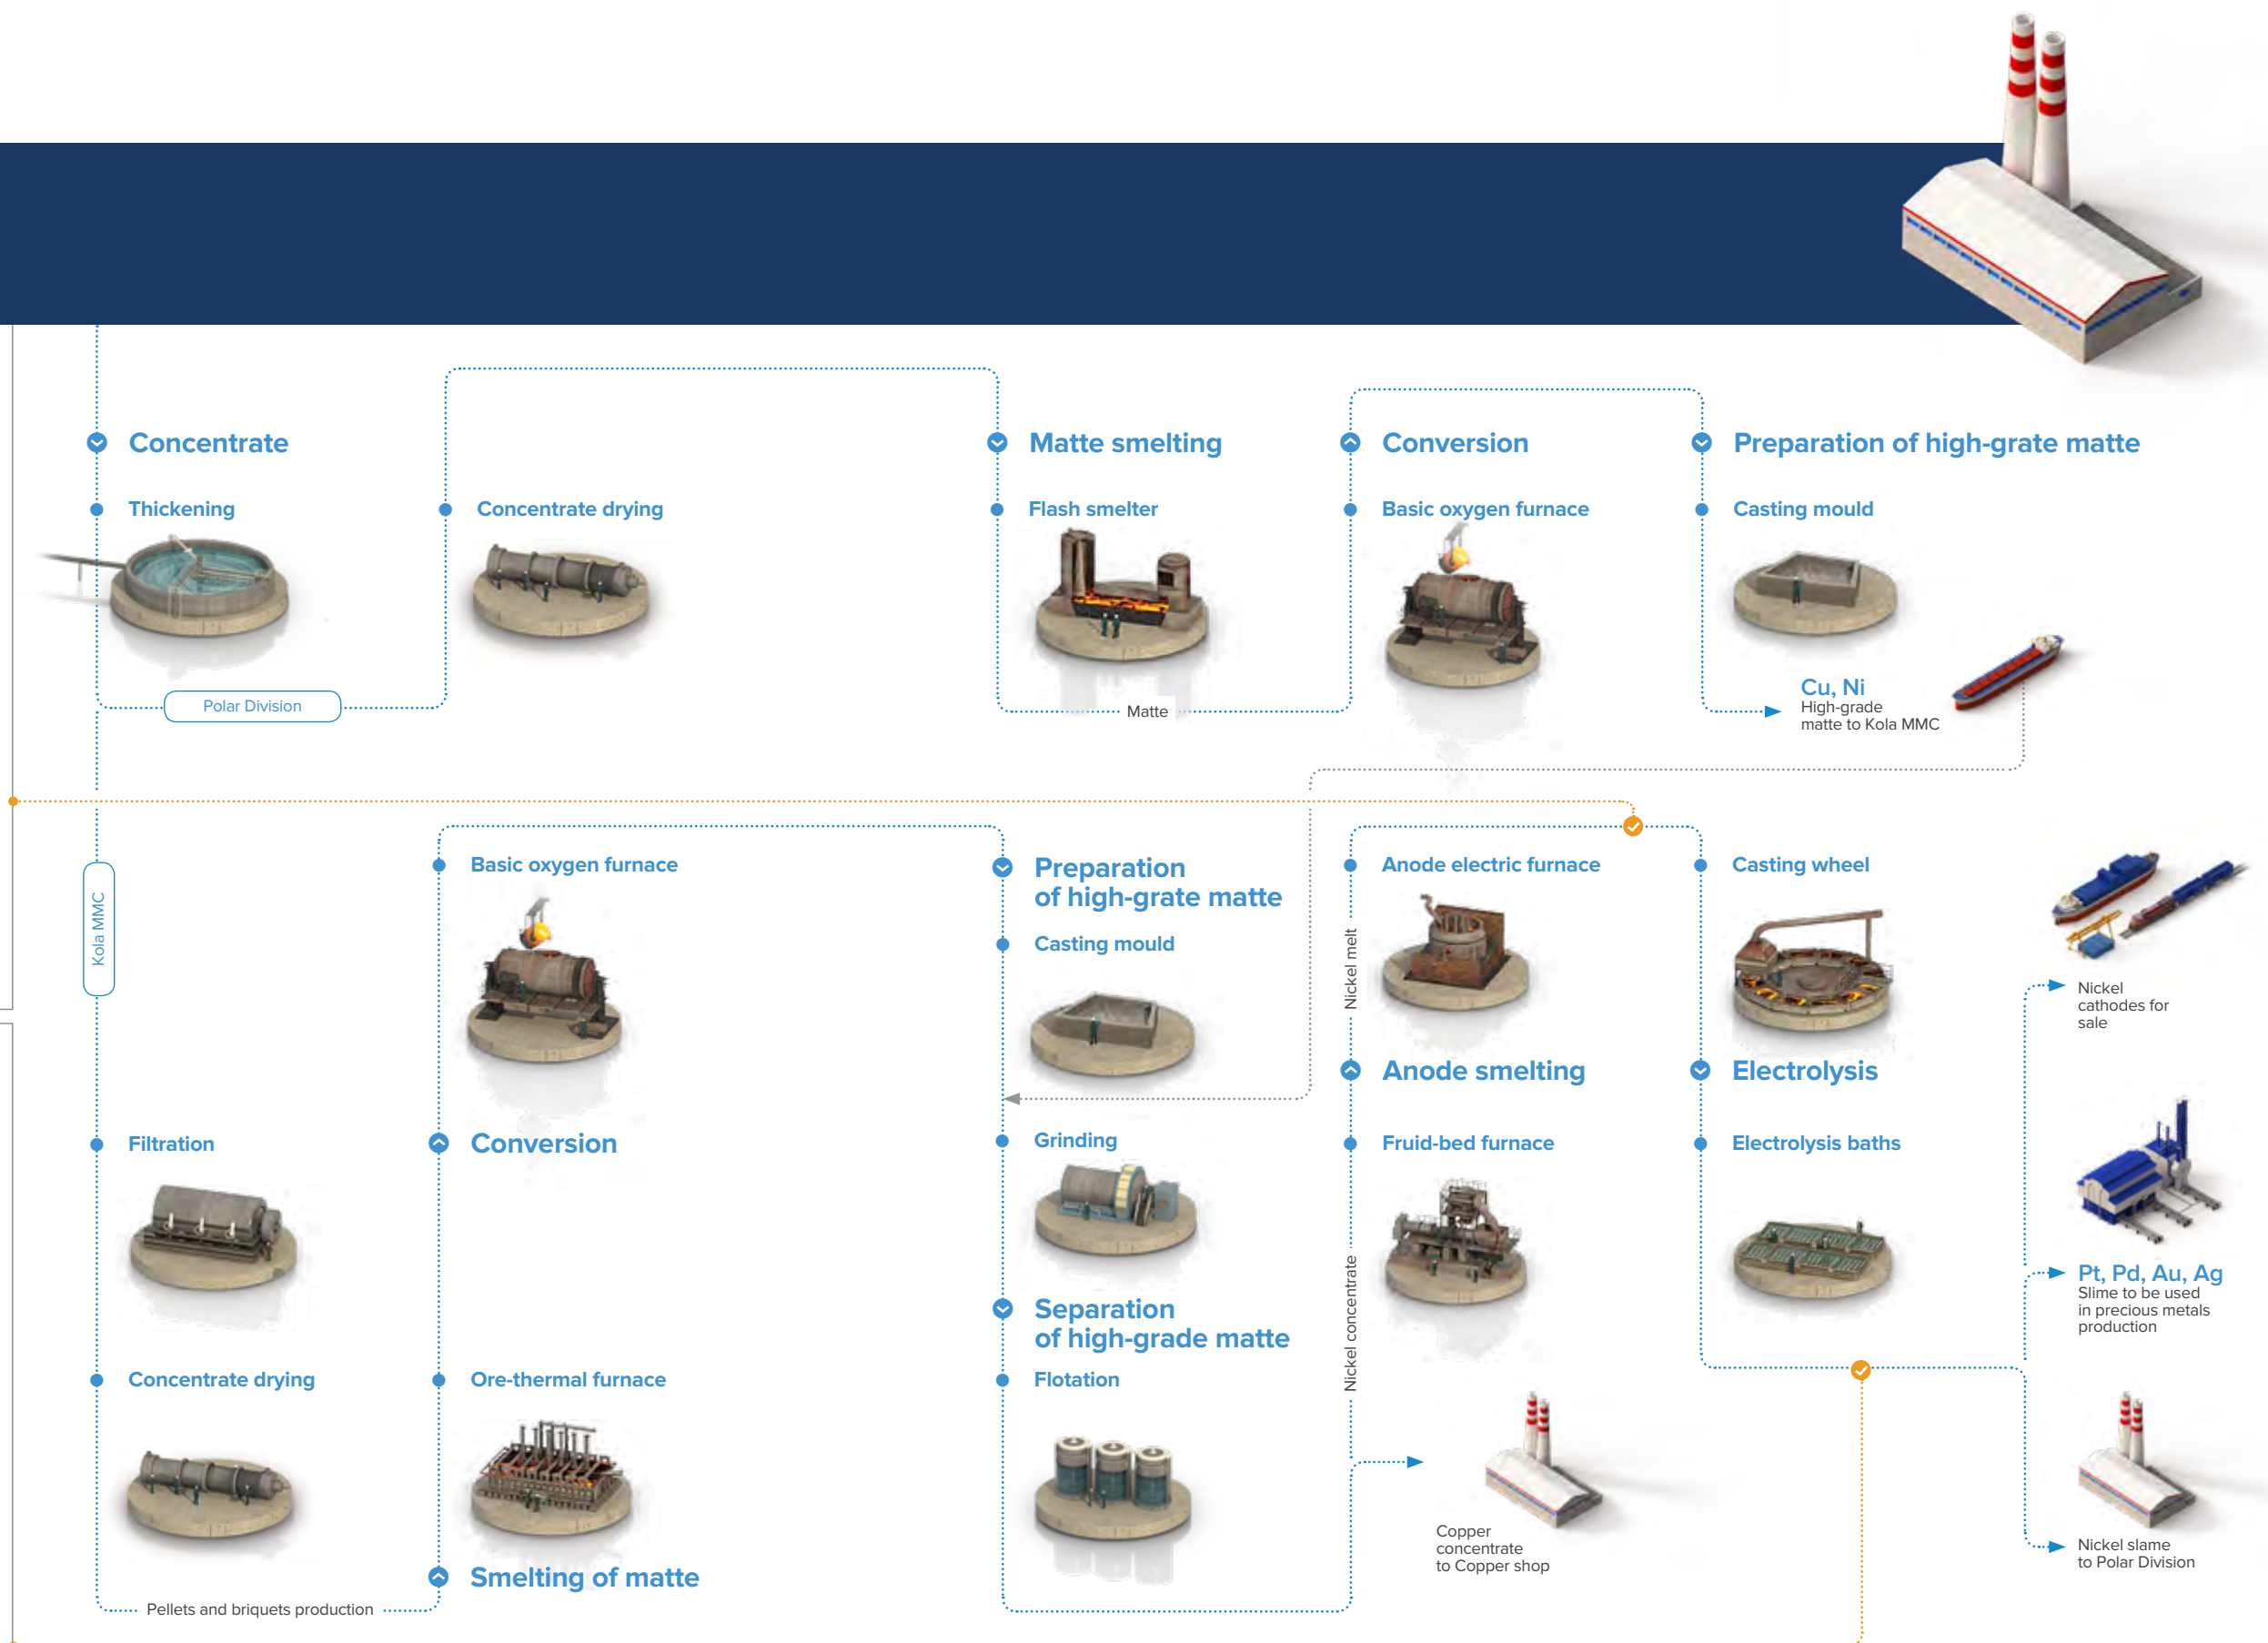 Concentrate
Thickening
Concentrate drying
Polar Division
Matte smelting
Flash smelter
Matte
Conversion
Basic oxygen furnace
Preparation of high-grate matte
Casting mould
Cu, Ni
High-grade
matte to Kola MMC
Kola MMC
Filtration
Concentrate drying
Pellets and briquets production
Basic oxygen furnace
Conversion
Ore-thermal furnace
Smelting of matte
Preparation
of high-grate matte
Casting mould
Grinding
Separation
of high-grade matte
Flotation
Nickel melt
Nickel concentrate
Anode electric furnace
Anode smelting
Fruid-bed furnace
Copper
concentrate
to Copper shop
Casting wheel
Electrolysis
Electrolysis baths
Nickel
cathodes for
sale
Pt, Pd, Au, Ag
Slime to be used
in precious metals
production
Nickel slame
to Polar Division